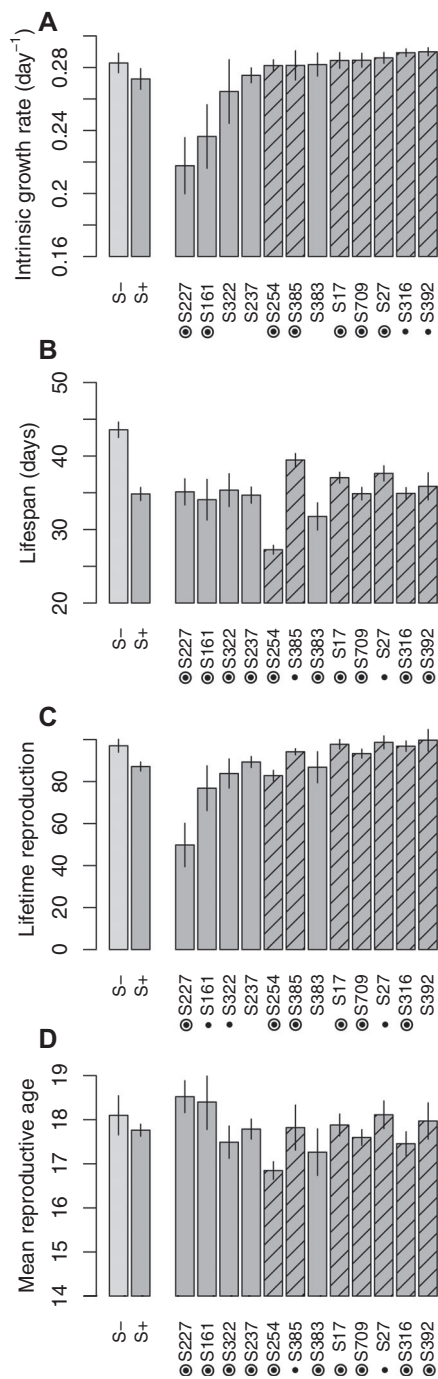 A
Intrinsic growth rate (day⁻¹)
0.16
0.2
0.24
0.28
S−
S+
S227
S161
S322
S237
S254
S385
S383
S17
S709
S27
S316
S392
B
Lifespan (days)
20
30
40
50
S−
S+
S227
S161
S322
S237
S254
S385
S383
S17
S709
S27
S316
S392
C
Lifetime reproduction
0
20
40
60
80
S−
S+
S227
S161
S322
S237
S254
S385
S383
S17
S709
S27
S316
S392
D
Mean reproductive age
14
15
16
17
18
19
S−
S+
S227
S161
S322
S237
S254
S385
S383
S17
S709
S27
S316
S392